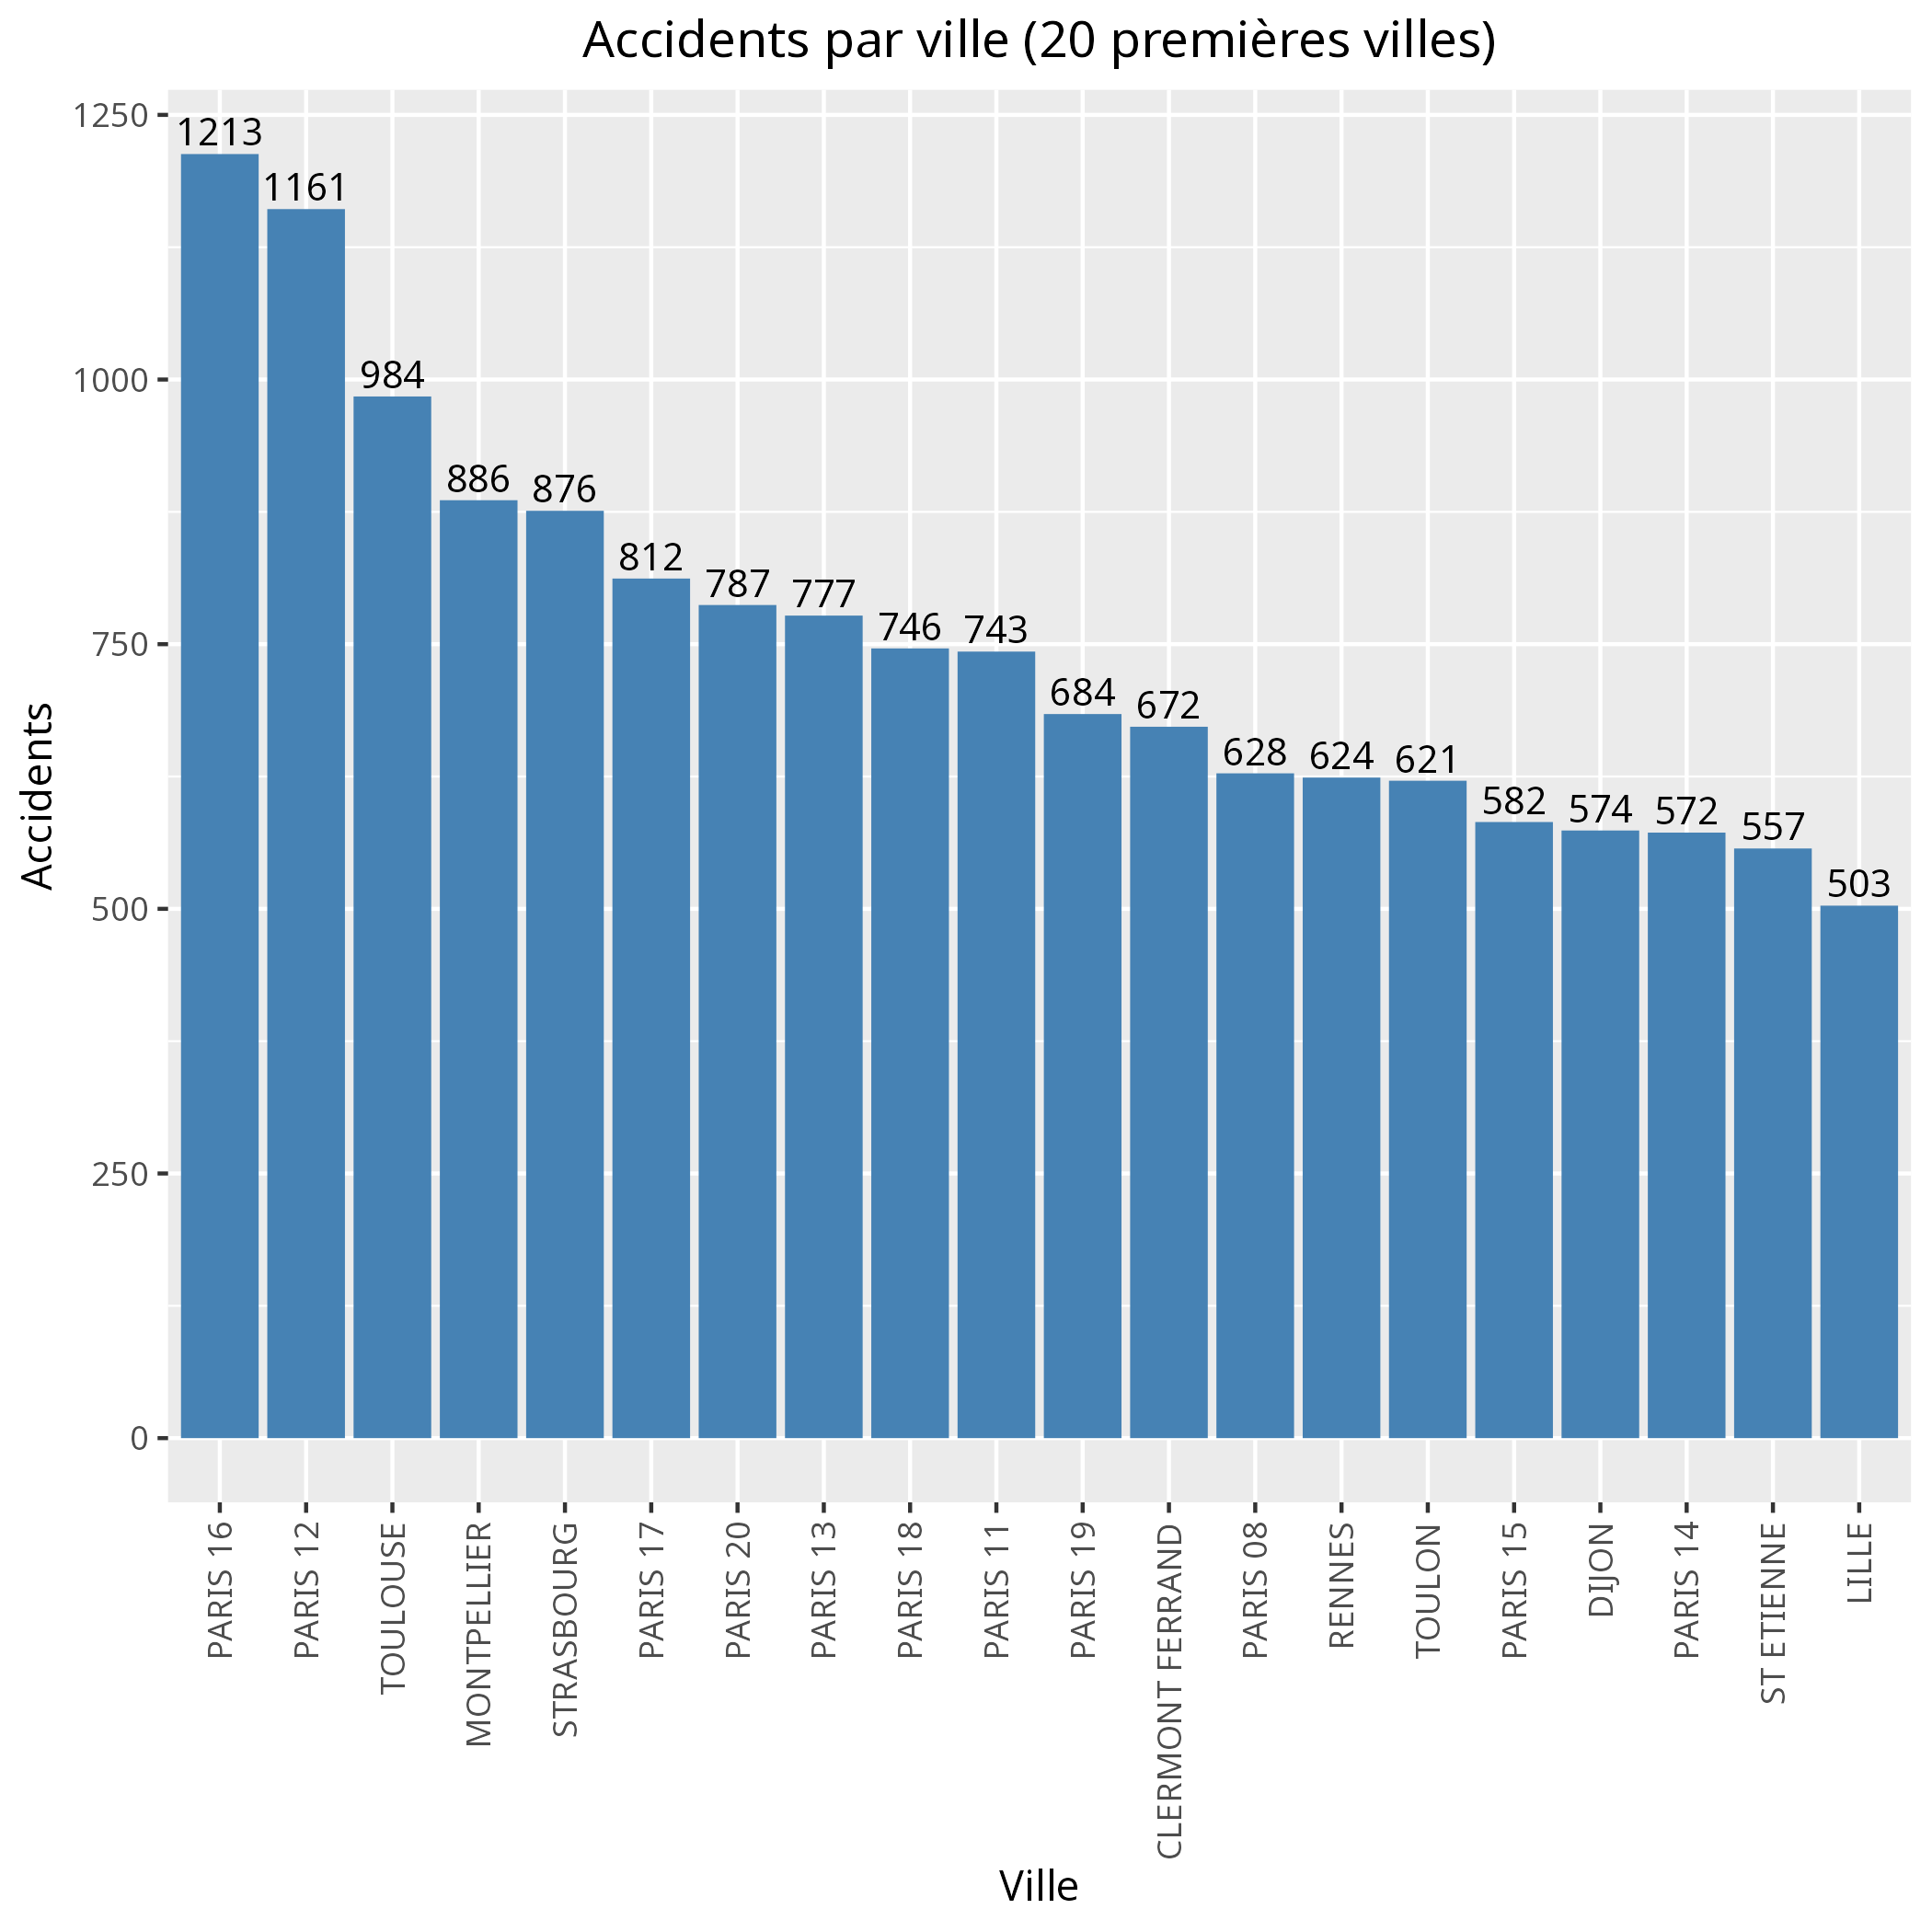 Accidents par ville (20 premières villes)
1250
1000
750
500
250
0
Accidents
1213
1161
984
886
876
812
787
777
746
743
684
672
628
624
621
582
574
572
557
503
PARIS 16
PARIS 12
TOULOUSE
MONTPELLIER
STRASBOURG
PARIS 17
PARIS 20
PARIS 13
PARIS 18
PARIS 11
PARIS 19
CLERMONT FERRAND
PARIS 08
RENNES
TOULON
PARIS 15
DIJON
PARIS 14
ST ETIENNE
LILLE
Ville